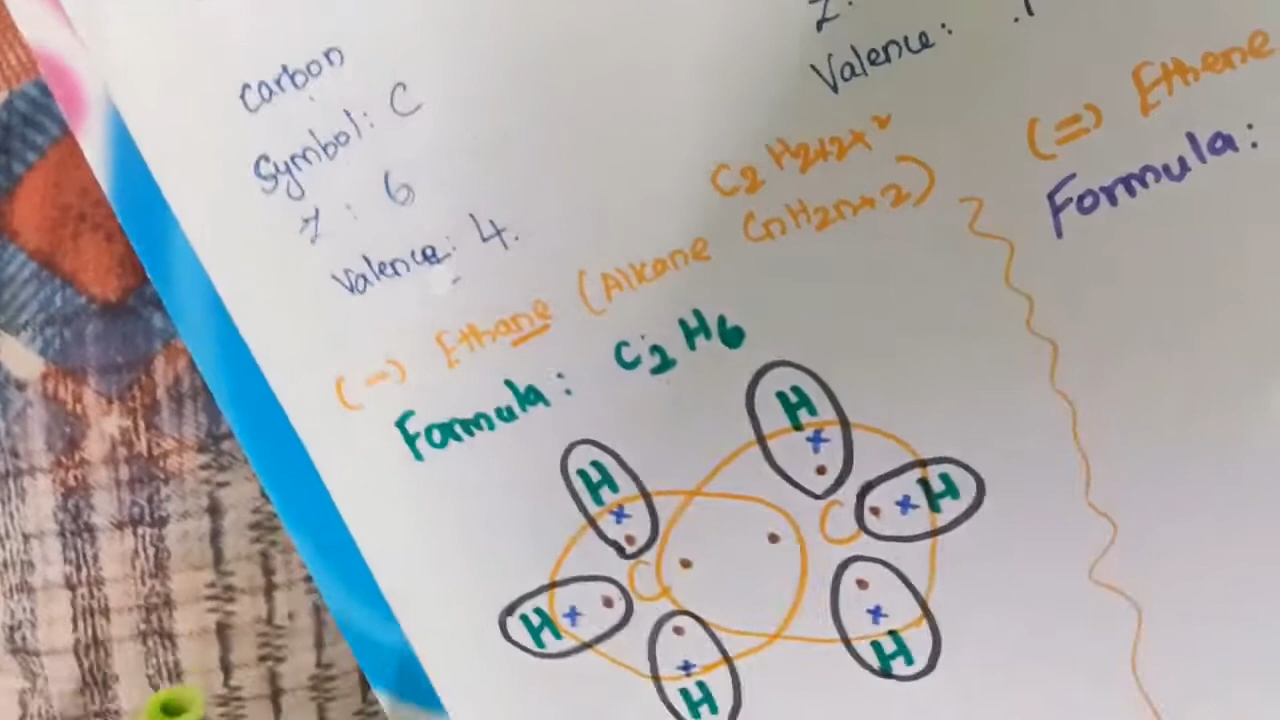 Carbon
Symbol: C
Z : 6
Valence: 4.
Z:
Valence:
C2 H2+2x2
(-) Ethane (Alkane CnH2n+2)
Formula: C2H6
(=) Ethene
Formula:
H
H
H
C
H
C
H
H